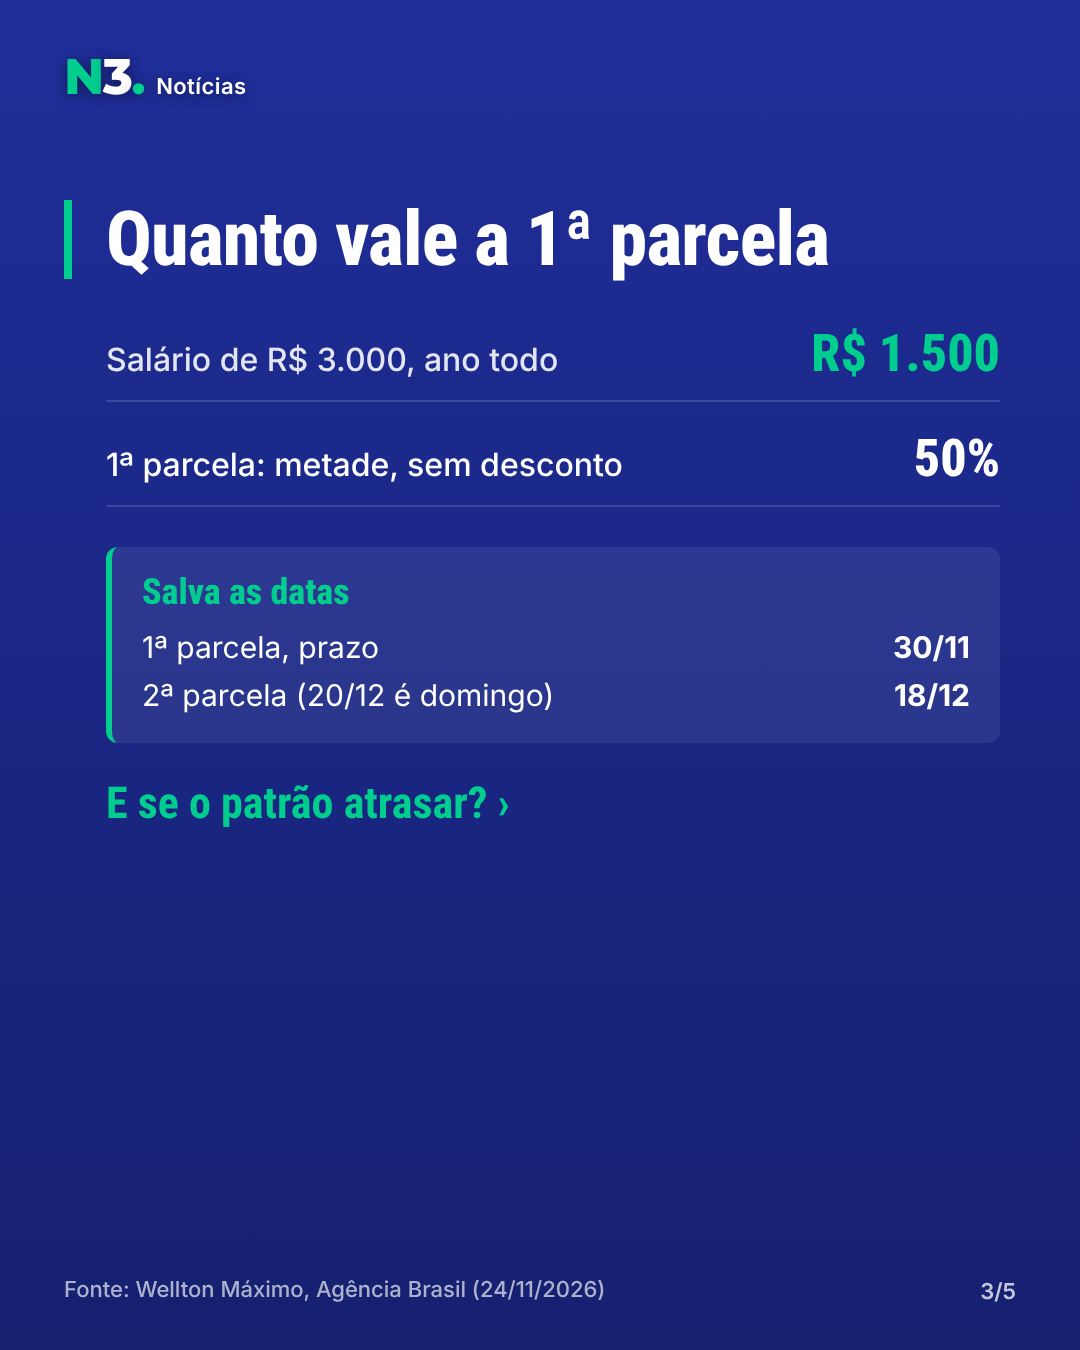 N3. Notícias
Quanto vale a 1ª parcela
Salário de R$ 3.000, ano todo R$ 1.500
1ª parcela: metade, sem desconto 50%
Salva as datas
1ª parcela, prazo 30/11
2ª parcela (20/12 é domingo) 18/12
E se o patrão atrasar? ›
Fonte: Wellton Máximo, Agência Brasil (24/11/2026) 3/5